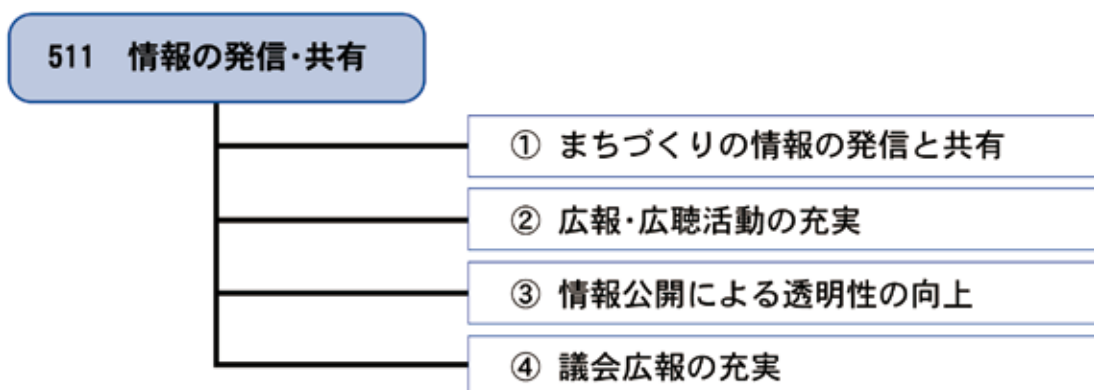 511 情報の発信･共有
① まちづくりの情報の発信と共有
② 広報･広聴活動の充実
③ 情報公開による透明性の向上
④ 議会広報の充実